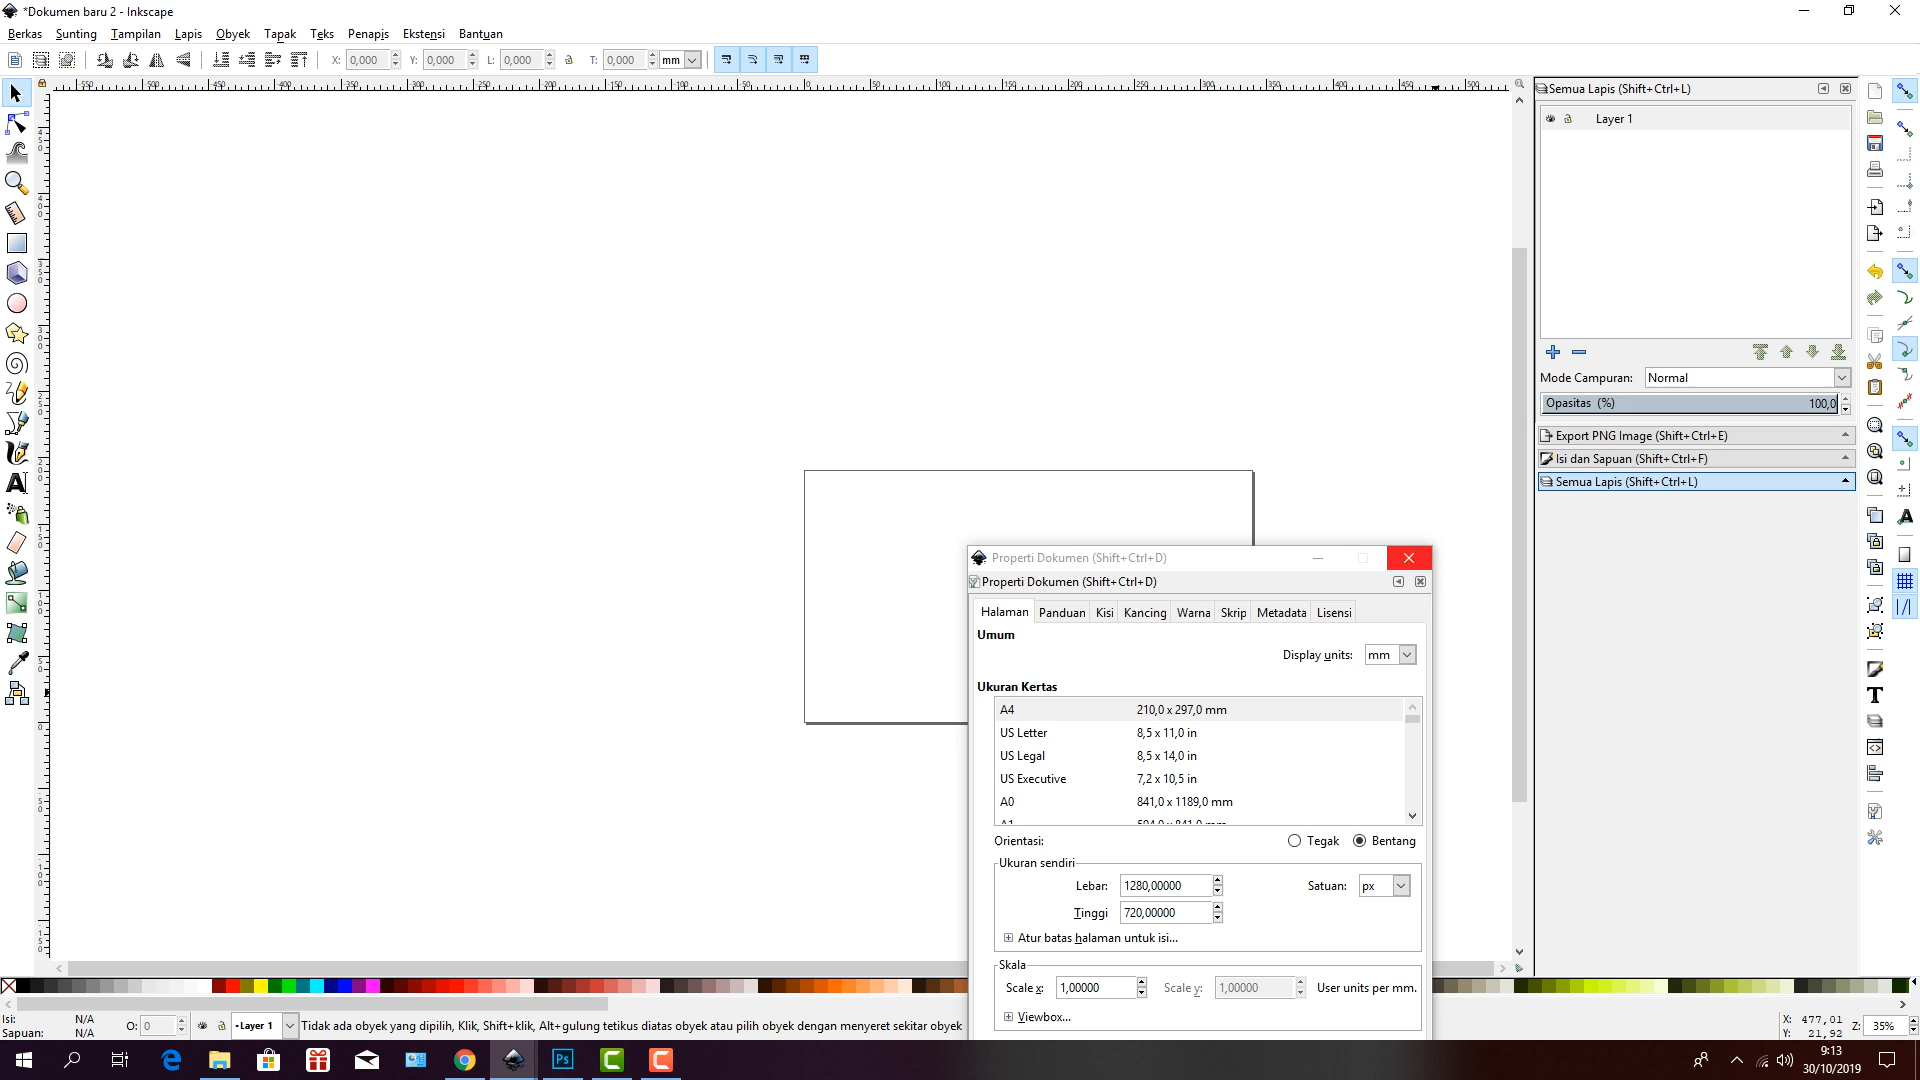 *Dokumen baru 2 - Inkscape
Berkas Sunting Tampilan Lapis Obyek Tapak Teks Penapis Ekstensi Bantuan
X: 0,000 Y: 0,000 L: 0,000 T: 0,000 mm
Semua Lapis (Shift+Ctrl+L)
Layer 1
Mode Campuran: Normal
Opasitas (%) 100,0
Export PNG Image (Shift+Ctrl+E)
Isi dan Sapuan (Shift+Ctrl+F)
Semua Lapis (Shift+Ctrl+L)
Properti Dokumen (Shift+Ctrl+D)
Properti Dokumen (Shift+Ctrl+D)
Halaman Panduan Kisi Kancing Warna Skrip Metadata Lisensi
Umum
Display units: mm
Ukuran Kertas
A4 210,0 x 297,0 mm
US Letter 8,5 x 11,0 in
US Legal 8,5 x 14,0 in
US Executive 7,2 x 10,5 in
A0 841,0 x 1189,0 mm
A1 594,0 x 841,0 mm
Orientasi: Tegak Bentang
Ukuran sendiri
Lebar: 1280,00000 Satuan: px
Tinggi 720,00000
Atur batas halaman untuk isi...
Skala
Scale x: 1,00000 Scale y: 1,00000 User units per mm.
Viewbox...
Isi: N/A
Sapuan: N/A
O: 0 Layer 1 Tidak ada obyek yang dipilih, Klik, Shift+klik, Alt+gulung tetikus diatas obyek atau pilih obyek dengan menyeret sekitar obyek
X: 477,01
Y: 21,92
Z: 35%
9:13
30/10/2019